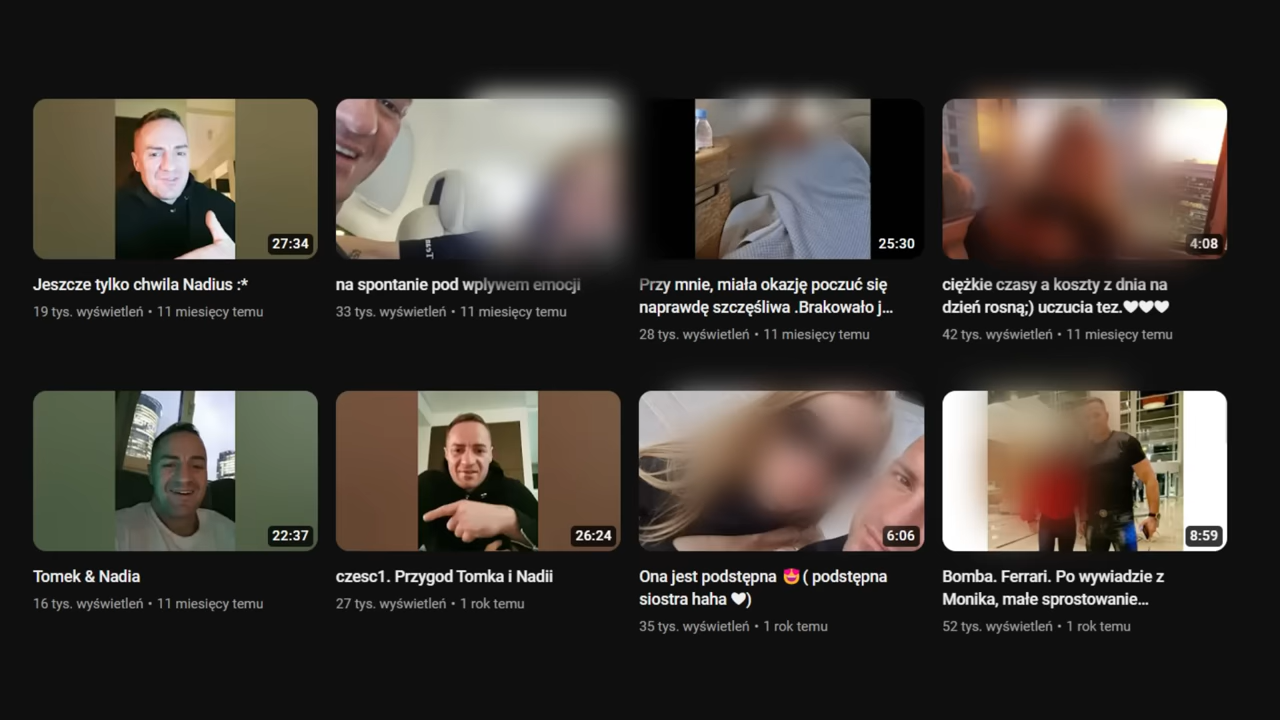 27:34
Jeszcze tylko chwila Nadius :*
19 tys. wyświetleń • 11 miesięcy temu
na spontanie pod wplywem emocji
33 tys. wyświetleń • 11 miesięcy temu
25:30
Przy mnie, miała okazję poczuć się
naprawdę szczęśliwa .Brakowało j...
28 tys. wyświetleń • 11 miesięcy temu
4:08
ciężkie czasy a koszty z dnia na
dzień rosną;) uczucia tez.🤍🤍🤍
42 tys. wyświetleń • 11 miesięcy temu
22:37
Tomek & Nadia
16 tys. wyświetleń • 11 miesięcy temu
26:24
czesc1. Przygod Tomka i Nadii
27 tys. wyświetleń • 1 rok temu
6:06
Ona jest podstępna 🤩 ( podstępna
siostra haha 🤍)
35 tys. wyświetleń • 1 rok temu
8:59
Bomba. Ferrari. Po wywiadzie z
Monika, małe sprostowanie...
52 tys. wyświetleń • 1 rok temu